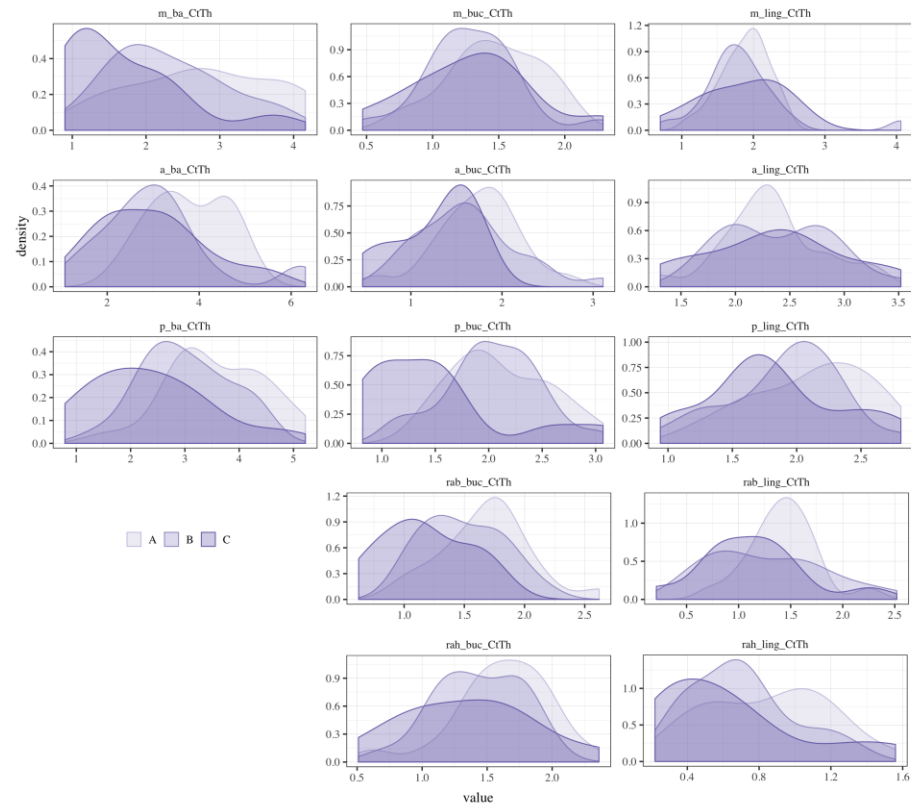 m_ba_CtTh
m_buc_CtTh
m_ling_CtTh
0.4
0.2
0.0
1 2 3 4
0.9
0.6
0.3
0.0
0.5 1.0 1.5 2.0
1.2
0.9
0.6
0.3
0.0
1 2 3 4
a_ba_CtTh
a_buc_CtTh
a_ling_CtTh
density
0.4
0.3
0.2
0.1
0.0
2 4 6
0.75
0.50
0.25
0.00
1 2 3
0.9
0.6
0.3
0.0
1.5 2.0 2.5 3.0 3.5
p_ba_CtTh
p_buc_CtTh
p_ling_CtTh
0.4
0.3
0.2
0.1
0.0
1 2 3 4 5
0.75
0.50
0.25
0.00
1.0 1.5 2.0 2.5 3.0
1.00
0.75
0.50
0.25
0.00
1.0 1.5 2.0 2.5
rab_buc_CtTh
rab_ling_CtTh
A B C
1.2
0.9
0.6
0.3
0.0
1.0 1.5 2.0 2.5
1.0
0.5
0.0
0.5 1.0 1.5 2.0 2.5
rah_buc_CtTh
rah_ling_CtTh
0.9
0.6
0.3
0.0
0.5 1.0 1.5 2.0
1.0
0.5
0.0
0.4 0.8 1.2 1.6
value